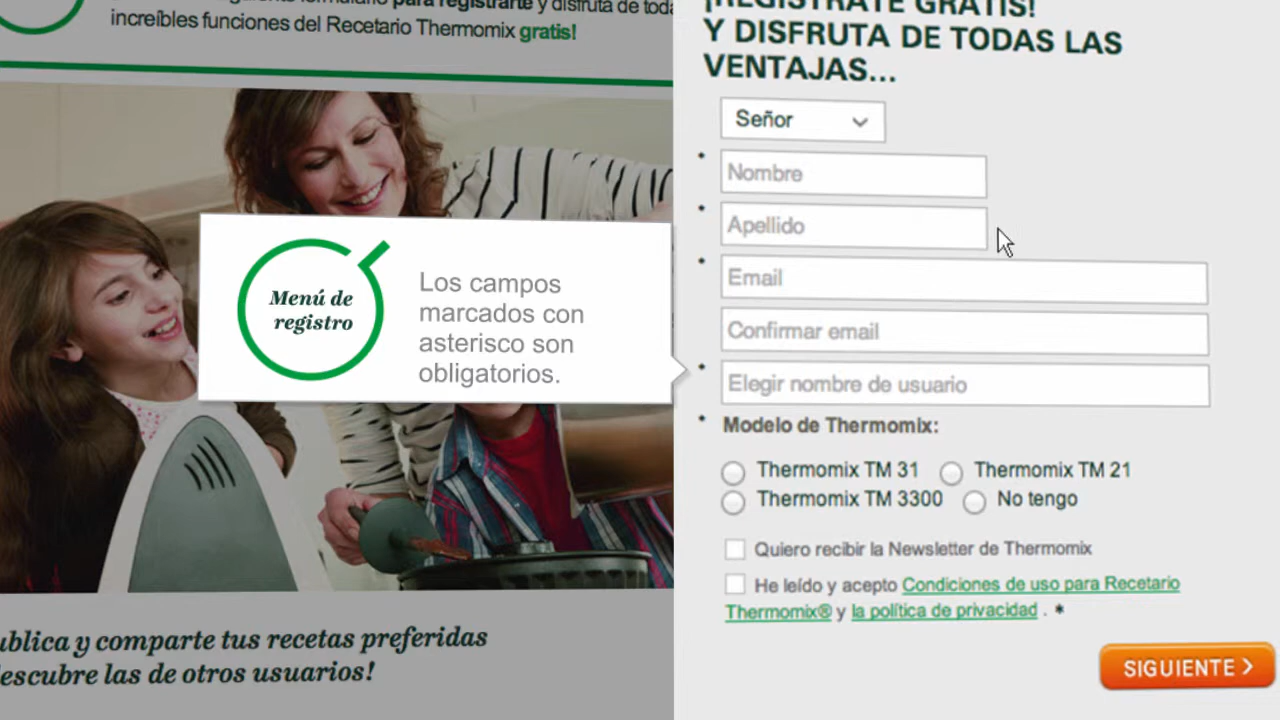 para registrarte y disfruta de
increíbles funciones del Recetario Thermomix gratis!
¡REGÍSTRATE GRATIS!
Y DISFRUTA DE TODAS LAS
VENTAJAS...
Señor
* Nombre
* Apellido
* Email
Confirmar email
* Elegir nombre de usuario
* Modelo de Thermomix:
Thermomix TM 31 Thermomix TM 21
Thermomix TM 3300 No tengo
Quiero recibir la Newsletter de Thermomix
He leído y acepto Condiciones de uso para Recetario
Thermomix® y la política de privacidad . *
SIGUIENTE >
Menú de
registro
Los campos
marcados con
asterisco son
obligatorios.
ublica y comparte tus recetas preferidas
escubre las de otros usuarios!